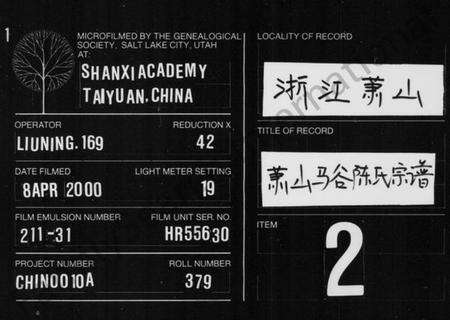 1
MICROFILMED BY THE GENEALOGICAL
SOCIETY, SALT LAKE CITY, UTAH
AT:
SHANXI ACADEMY
TAIYUAN. CHINA
OPERATOR
REDUCTION X
LIUNING. 169
42
DATE FILMED
LIGHT METER SETTING
8APR 2000
19
FILM EMULSION NUMBER
FILM UNIT SER. NO.
211-31
HR55630
PROJECT NUMBER
ROLL NUMBER
CHIN0010A
379
LOCALITY OF RECORD
浙江萧山
TITLE OF RECORD
萧山马谷陈氏宗谱
ITEM
2